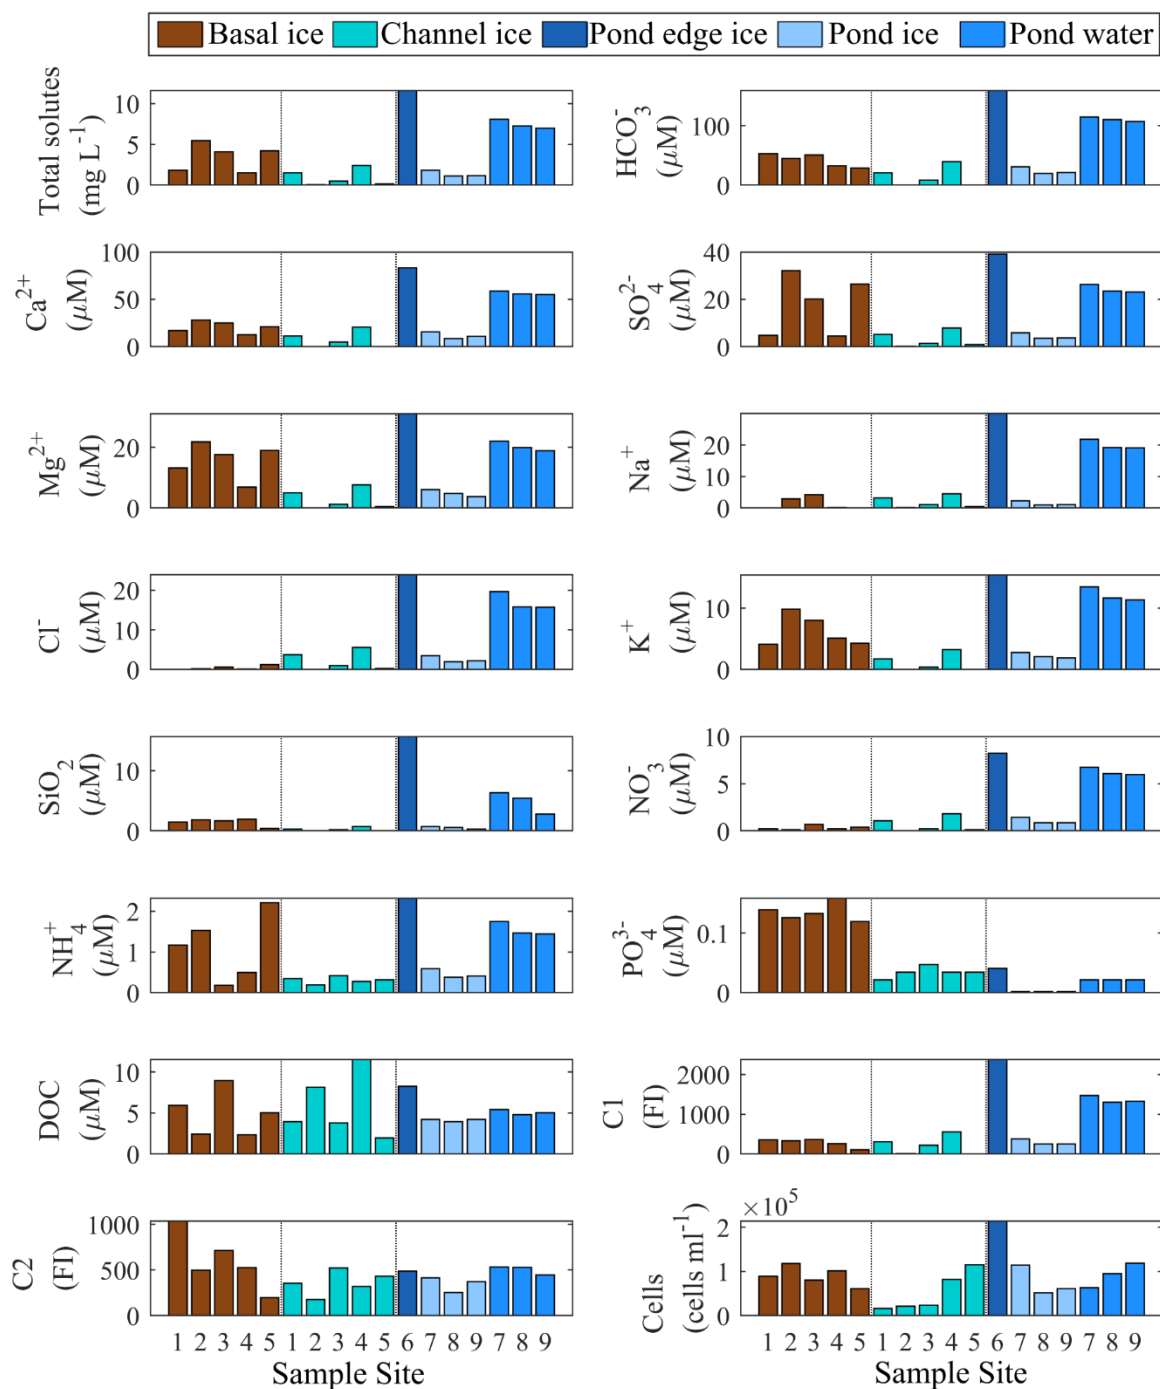 Basal ice Channel ice Pond edge ice Pond ice Pond water
Total solutes
(mg L⁻¹)
10
5
0
HCO₃⁻
(μM)
100
0
Ca²⁺
(μM)
100
50
0
SO₄²⁻
(μM)
40
20
0
Mg²⁺
(μM)
20
0
Na⁺
(μM)
20
10
0
Cl⁻
(μM)
20
10
0
K⁺
(μM)
10
0
SiO₂
(μM)
10
0
NO₃⁻
(μM)
10
5
0
NH₄⁺
(μM)
2
1
0
PO₄³⁻
(μM)
0.1
0
DOC
(μM)
10
5
0
C1
(FI)
2000
1000
0
C2
(FI)
1000
500
0
1 2 3 4 5 1 2 3 4 5 6 7 8 9 7 8 9
Sample Site
×10⁵
Cells
(cells ml⁻¹)
2
1
0
1 2 3 4 5 1 2 3 4 5 6 7 8 9 7 8 9
Sample Site